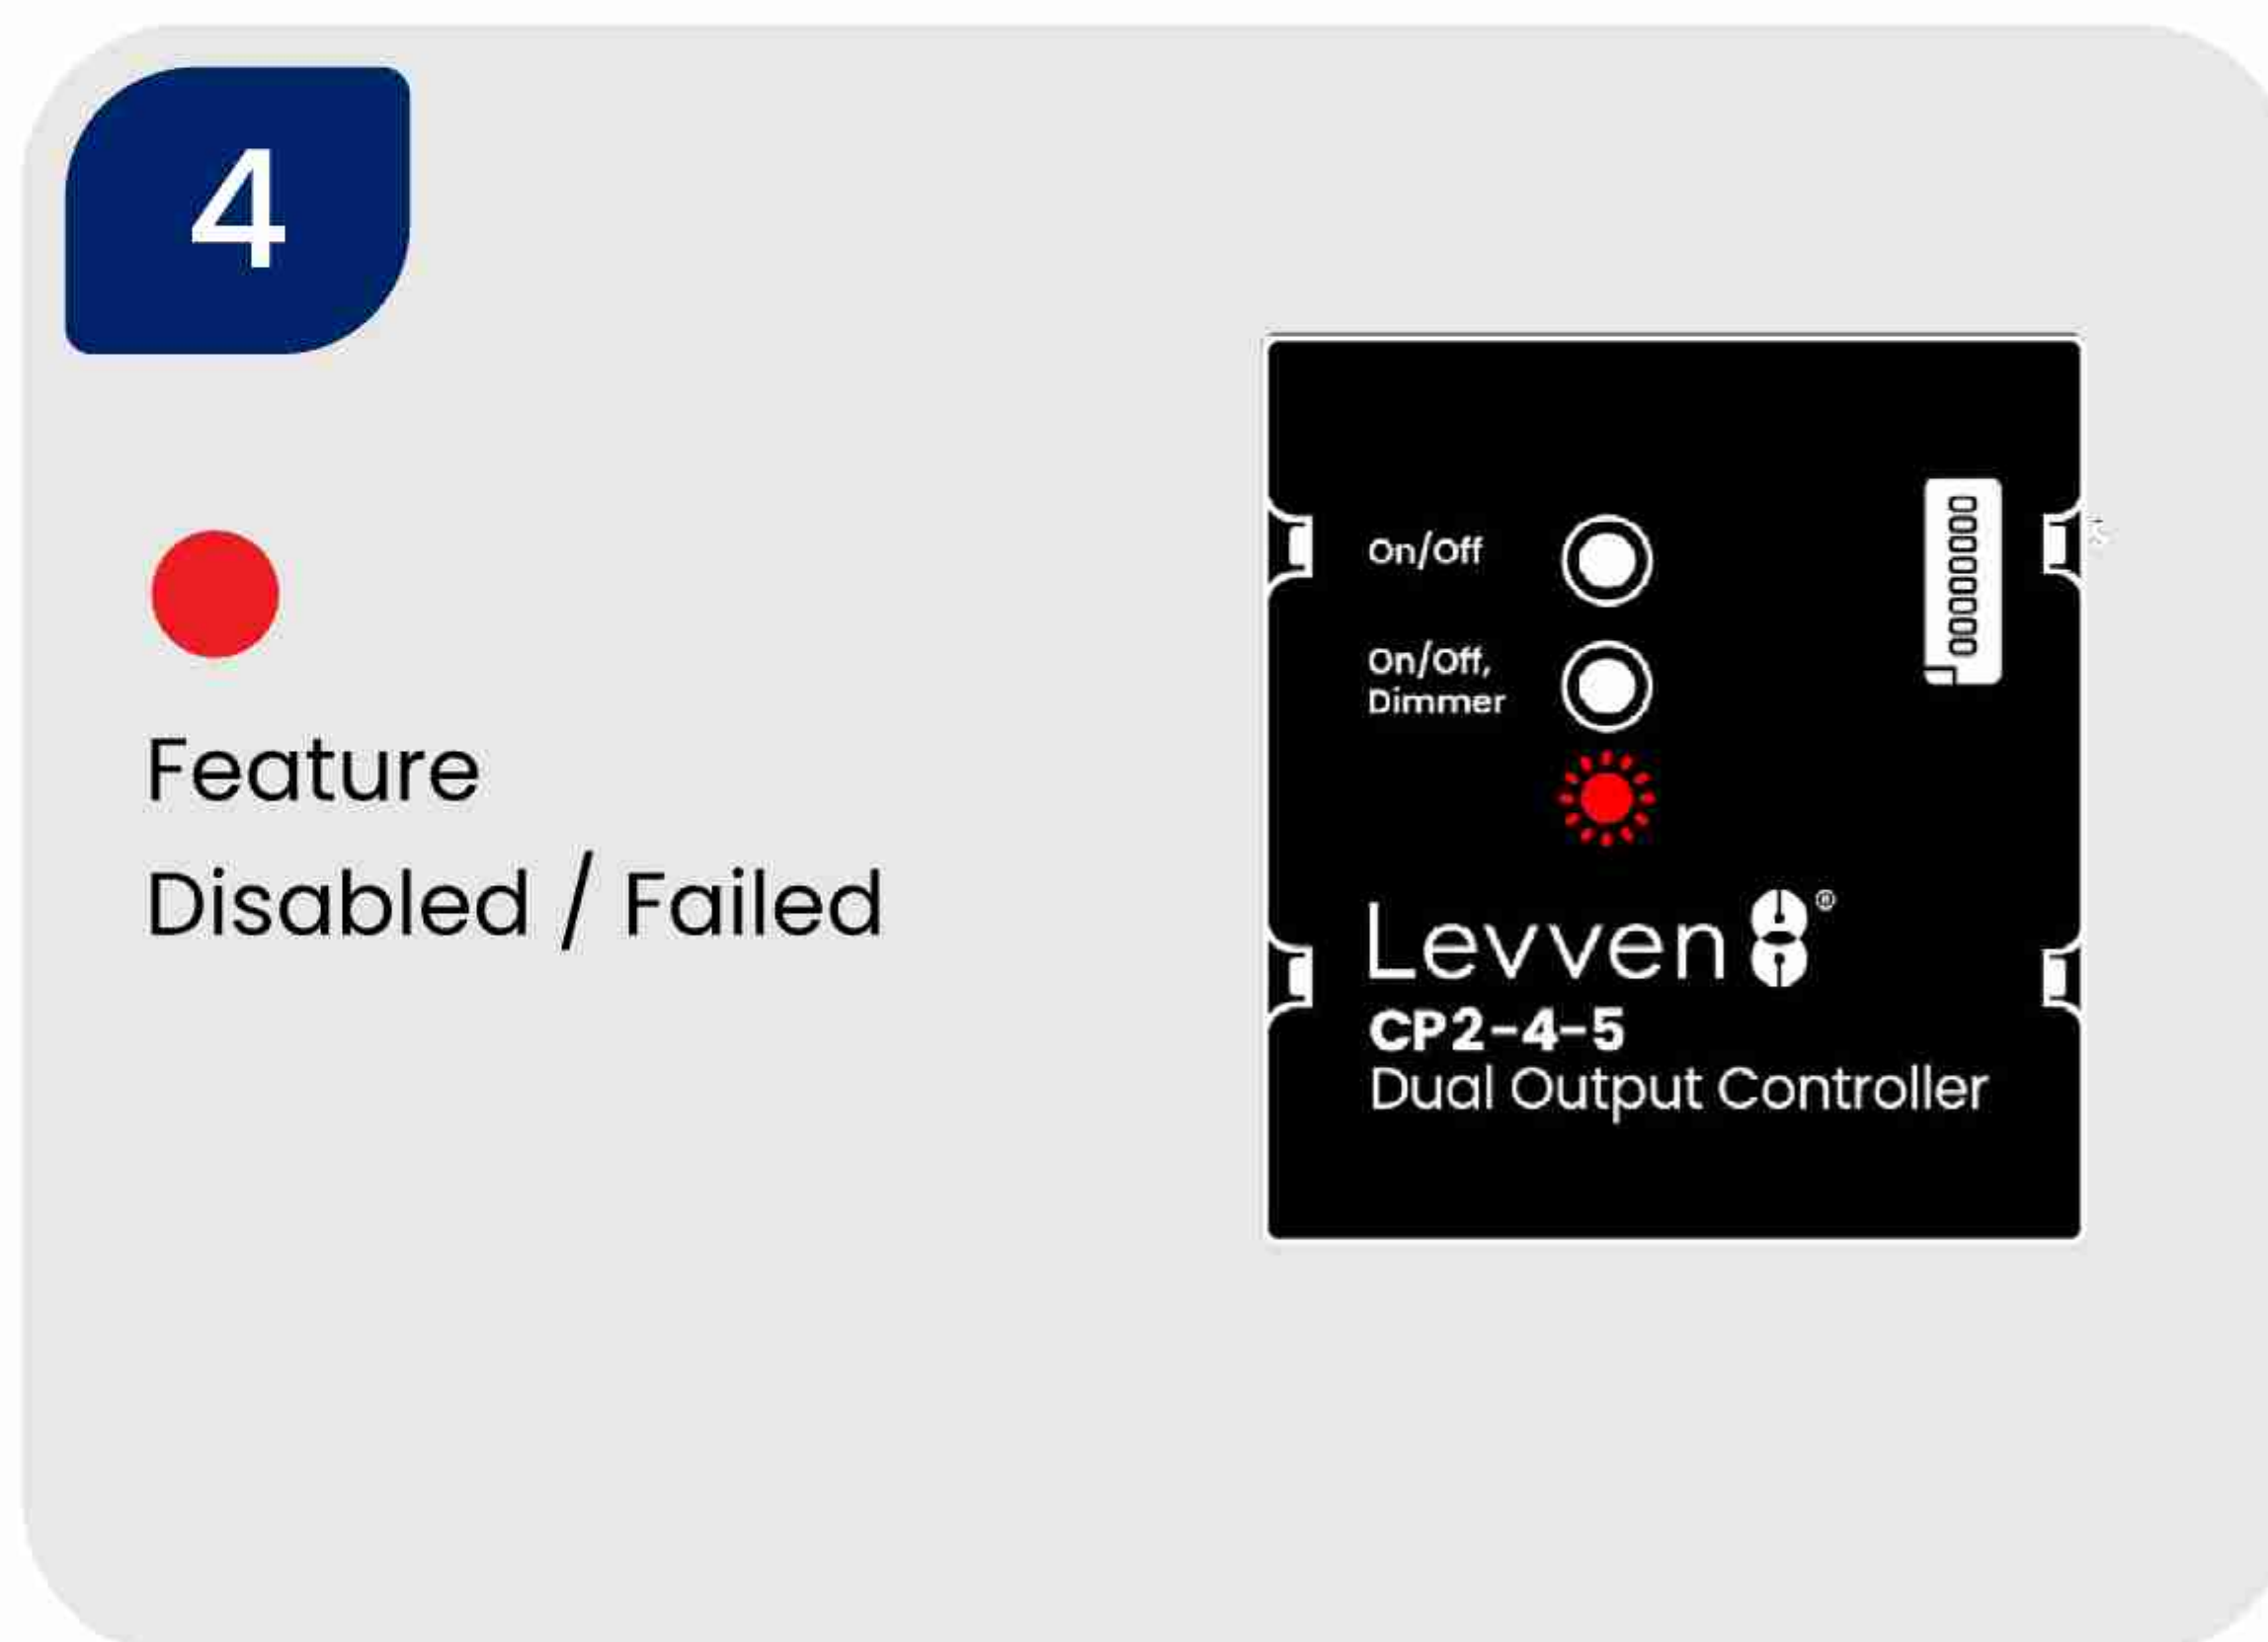 4
Feature
Disabled / Failed
On/Off
On/Off,
Dimmer
Levven®
CP2-4-5
Dual Output Controller